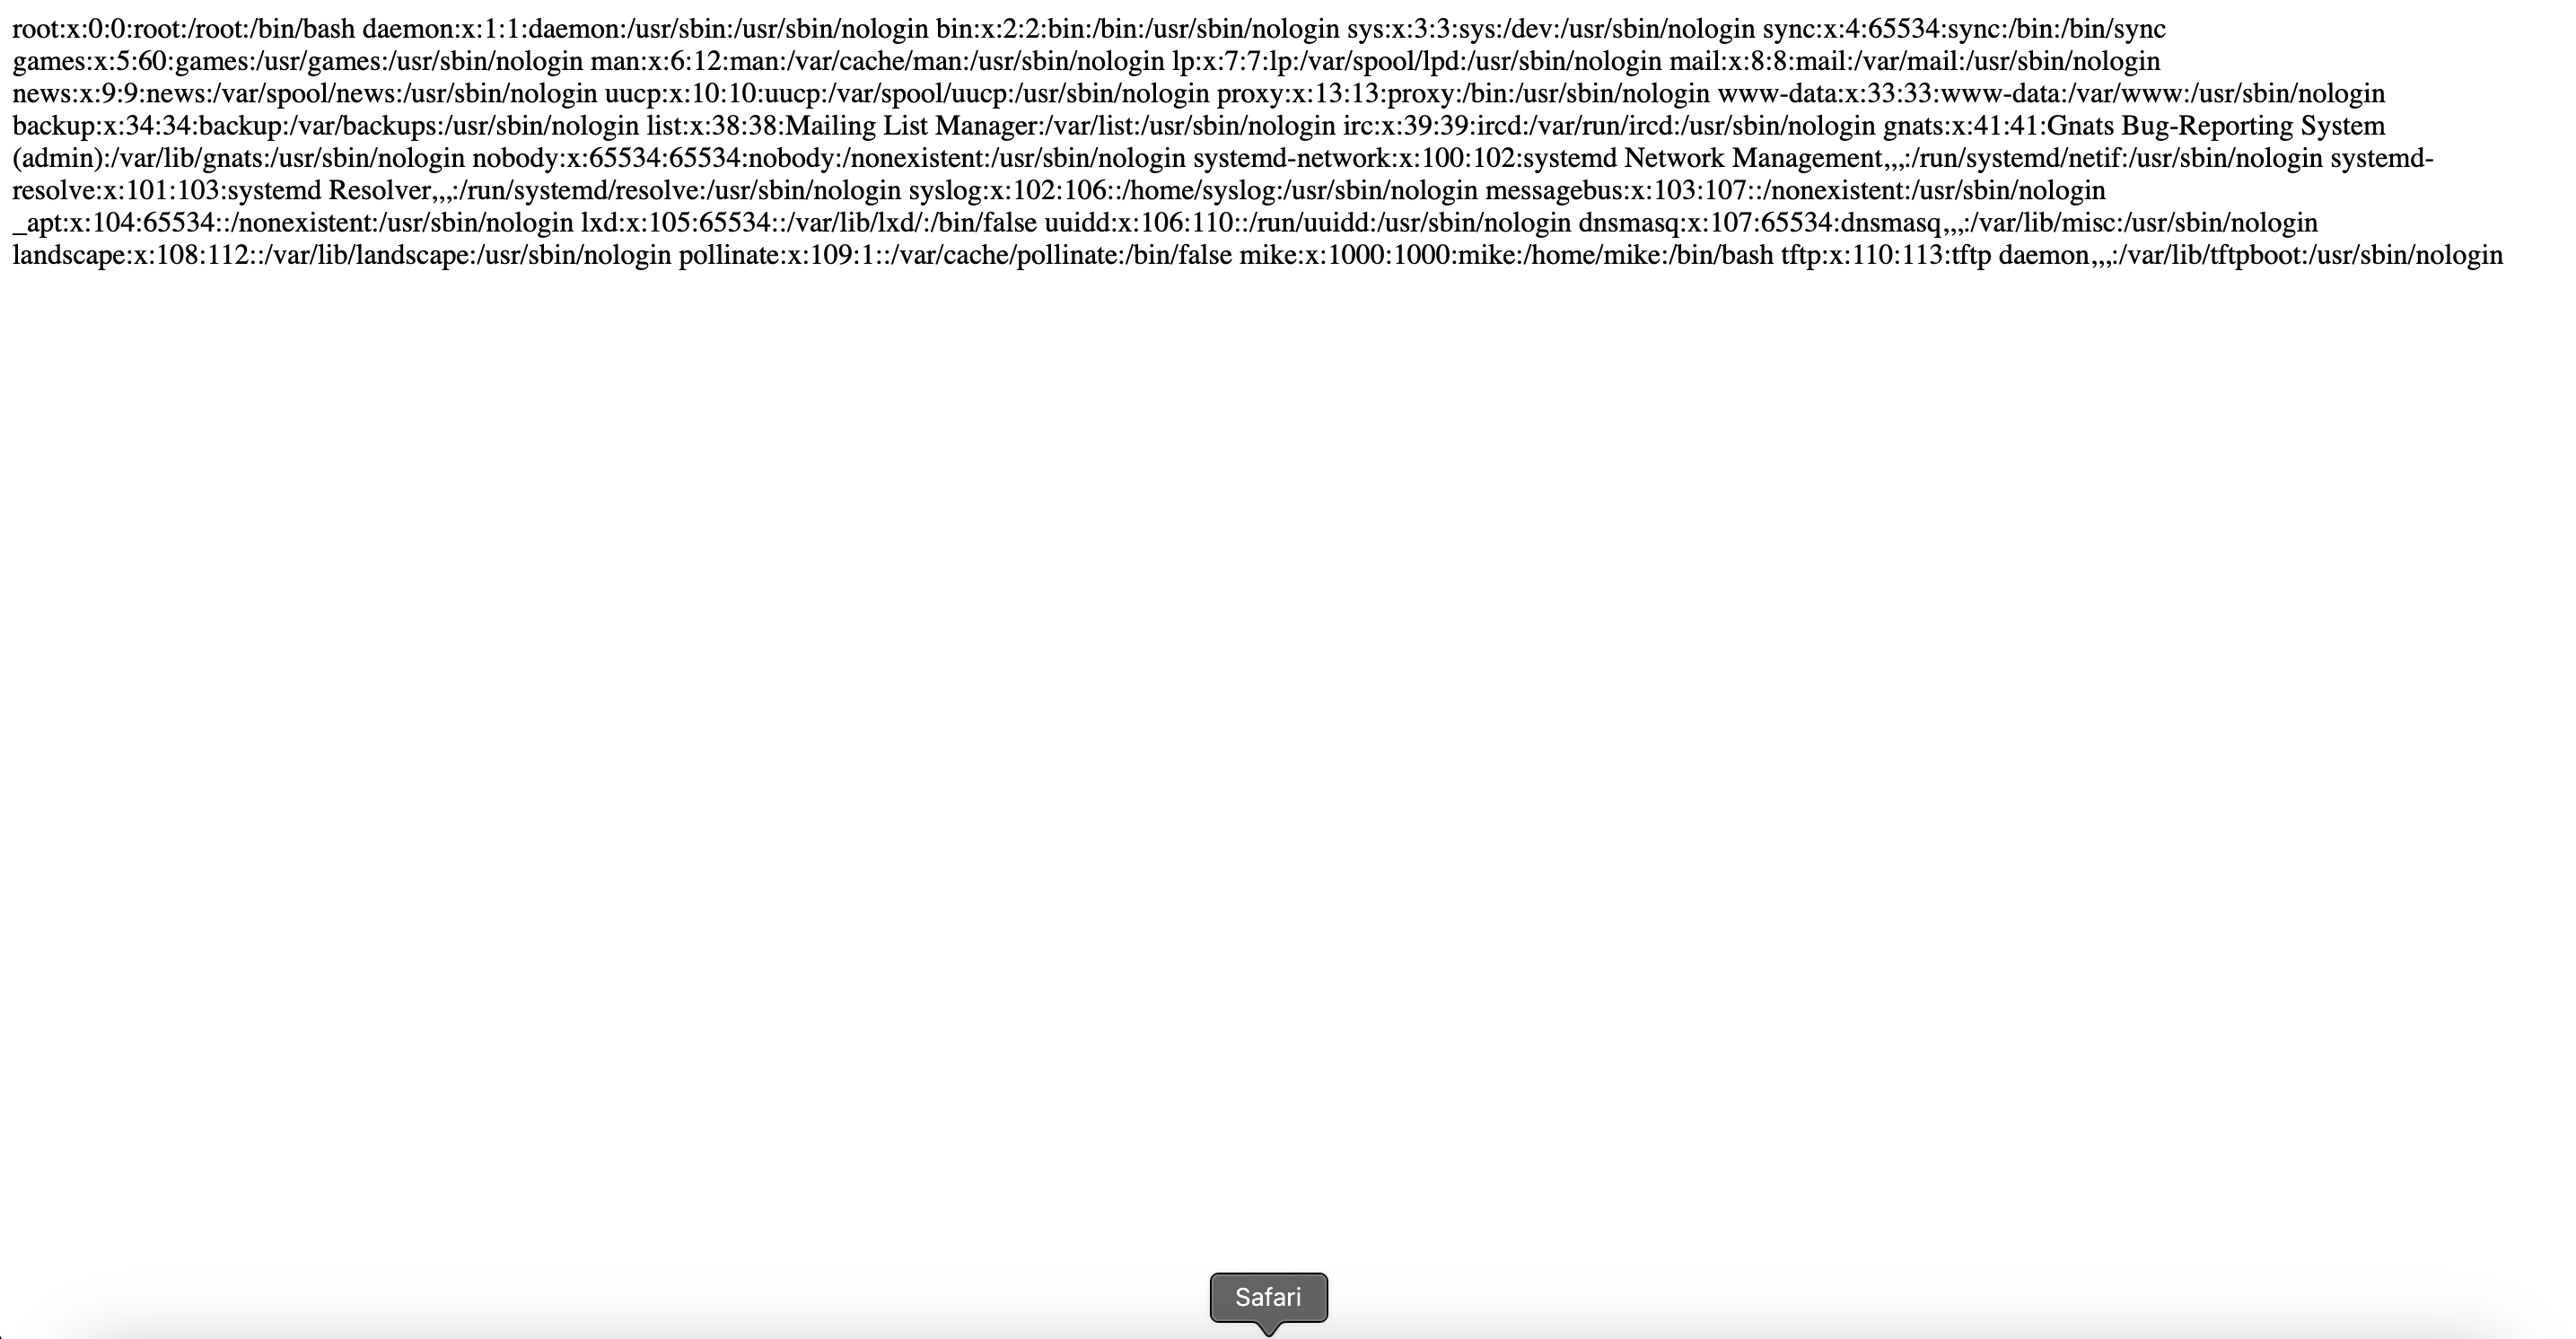 root:x:0:0:root:/root:/bin/bash daemon:x:1:1:daemon:/usr/sbin:/usr/sbin/nologin bin:x:2:2:bin:/bin:/usr/sbin/nologin sys:x:3:3:sys:/dev:/usr/sbin/nologin sync:x:4:65534:sync:/bin:/bin/sync
games:x:5:60:games:/usr/games:/usr/sbin/nologin man:x:6:12:man:/var/cache/man:/usr/sbin/nologin lp:x:7:7:lp:/var/spool/lpd:/usr/sbin/nologin mail:x:8:8:mail:/var/mail:/usr/sbin/nologin
news:x:9:9:news:/var/spool/news:/usr/sbin/nologin uucp:x:10:10:uucp:/var/spool/uucp:/usr/sbin/nologin proxy:x:13:13:proxy:/bin:/usr/sbin/nologin www-data:x:33:33:www-data:/var/www:/usr/sbin/nologin
backup:x:34:34:backup:/var/backups:/usr/sbin/nologin list:x:38:38:Mailing List Manager:/var/list:/usr/sbin/nologin irc:x:39:39:ircd:/var/run/ircd:/usr/sbin/nologin gnats:x:41:41:Gnats Bug-Reporting System
(admin):/var/lib/gnats:/usr/sbin/nologin nobody:x:65534:65534:nobody:/nonexistent:/usr/sbin/nologin systemd-network:x:100:102:systemd Network Management,,,:/run/systemd/netif:/usr/sbin/nologin systemd-
resolve:x:101:103:systemd Resolver,,,:/run/systemd/resolve:/usr/sbin/nologin syslog:x:102:106::/home/syslog:/usr/sbin/nologin messagebus:x:103:107::/nonexistent:/usr/sbin/nologin
_apt:x:104:65534::/nonexistent:/usr/sbin/nologin lxd:x:105:65534::/var/lib/lxd/:/bin/false uuidd:x:106:110::/run/uuidd:/usr/sbin/nologin dnsmasq:x:107:65534:dnsmasq,,,:/var/lib/misc:/usr/sbin/nologin
landscape:x:108:112::/var/lib/landscape:/usr/sbin/nologin pollinate:x:109:1::/var/cache/pollinate:/bin/false mike:x:1000:1000:mike:/home/mike:/bin/bash tftp:x:110:113:tftp daemon,,,:/var/lib/tftpboot:/usr/sbin/nologin
Safari